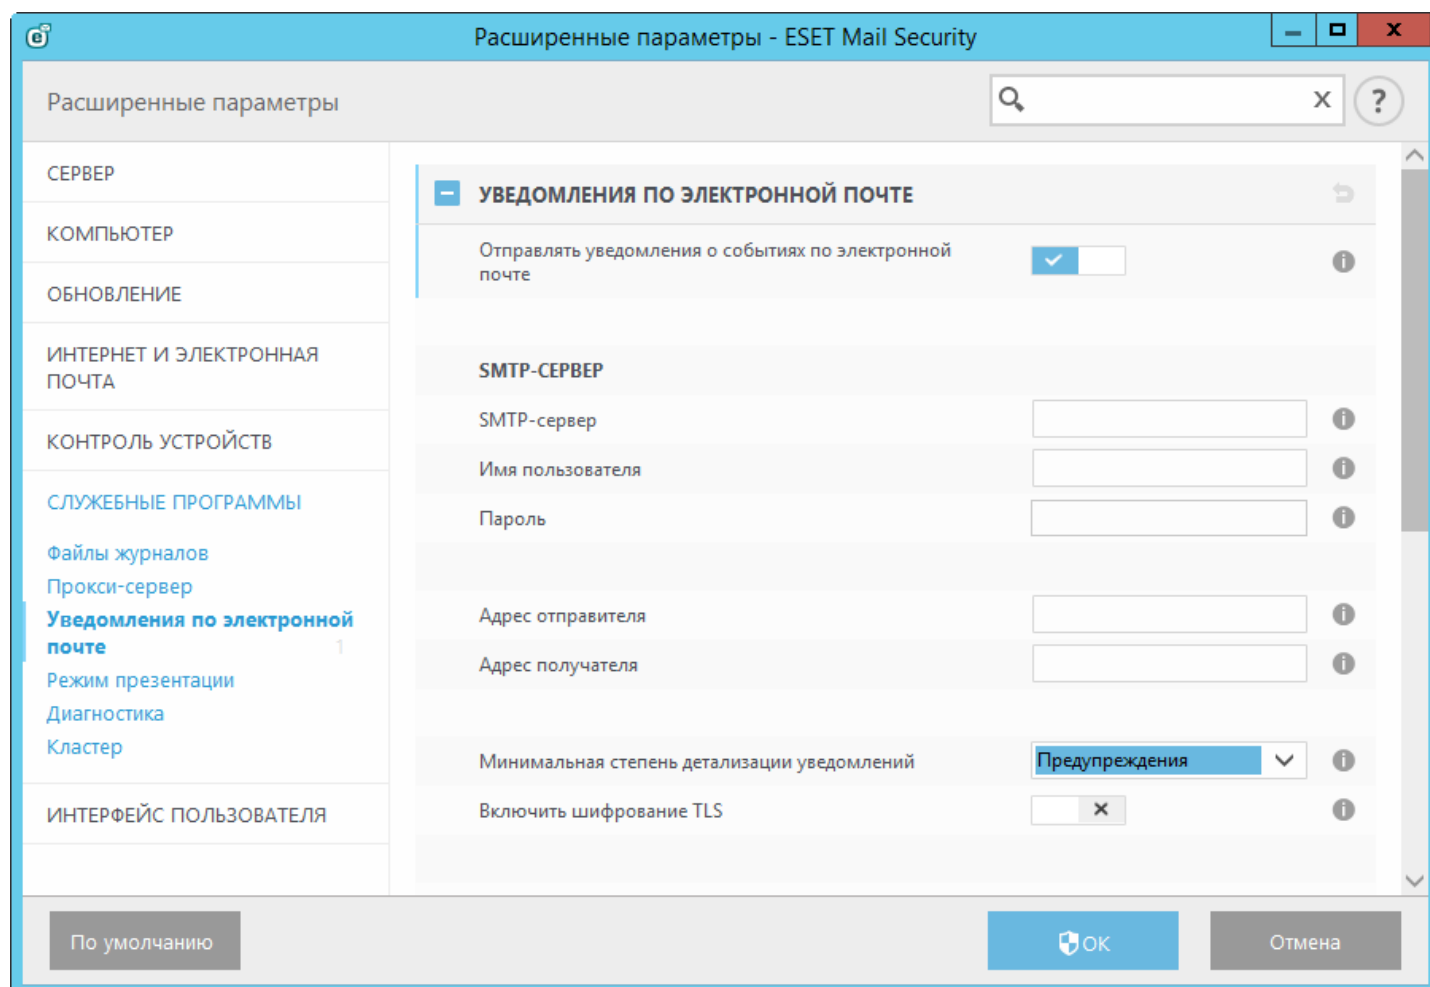 Расширенные параметры - ESET Mail Security
Расширенные параметры
СЕРВЕР
КОМПЬЮТЕР
ОБНОВЛЕНИЕ
ИНТЕРНЕТ И ЭЛЕКТРОННАЯ
ПОЧТА
КОНТРОЛЬ УСТРОЙСТВ
СЛУЖЕБНЫЕ ПРОГРАММЫ
Файлы журналов
Прокси-сервер
Уведомления по электронной
почте 1
Режим презентации
Диагностика
Кластер
ИНТЕРФЕЙС ПОЛЬЗОВАТЕЛЯ
УВЕДОМЛЕНИЯ ПО ЭЛЕКТРОННОЙ ПОЧТЕ
Отправлять уведомления о событиях по электронной
почте
SMTP-СЕРВЕР
SMTP-сервер
Имя пользователя
Пароль
Адрес отправителя
Адрес получателя
Минимальная степень детализации уведомлений Предупреждения
Включить шифрование TLS
По умолчанию
OK
Отмена